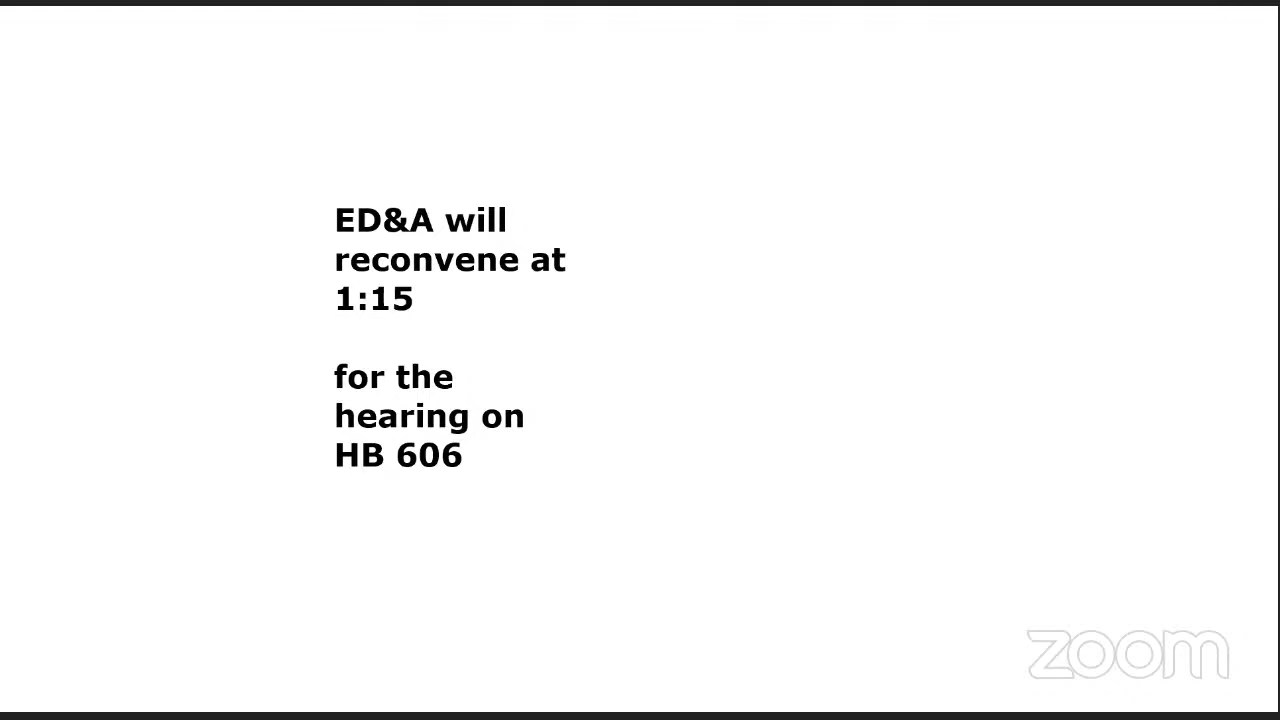 ED&A will
reconvene at
1:15
for the
hearing on
HB 606
zoom